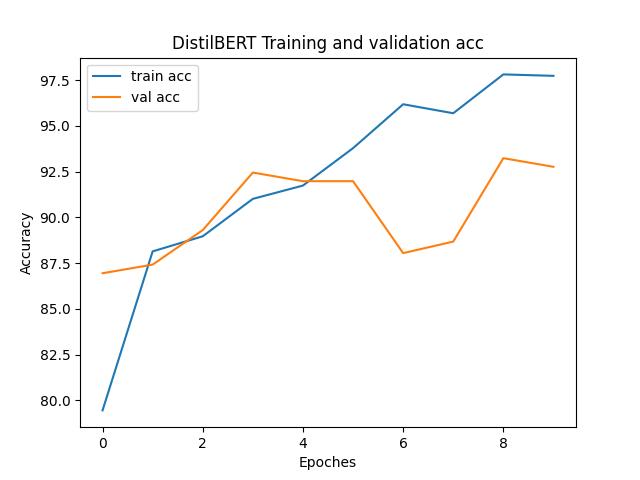 DistilBERT Training and validation acc
train acc
val acc
97.5
95.0
92.5
90.0
87.5
85.0
82.5
80.0
Accuracy
0
2
4
6
8
Epoches